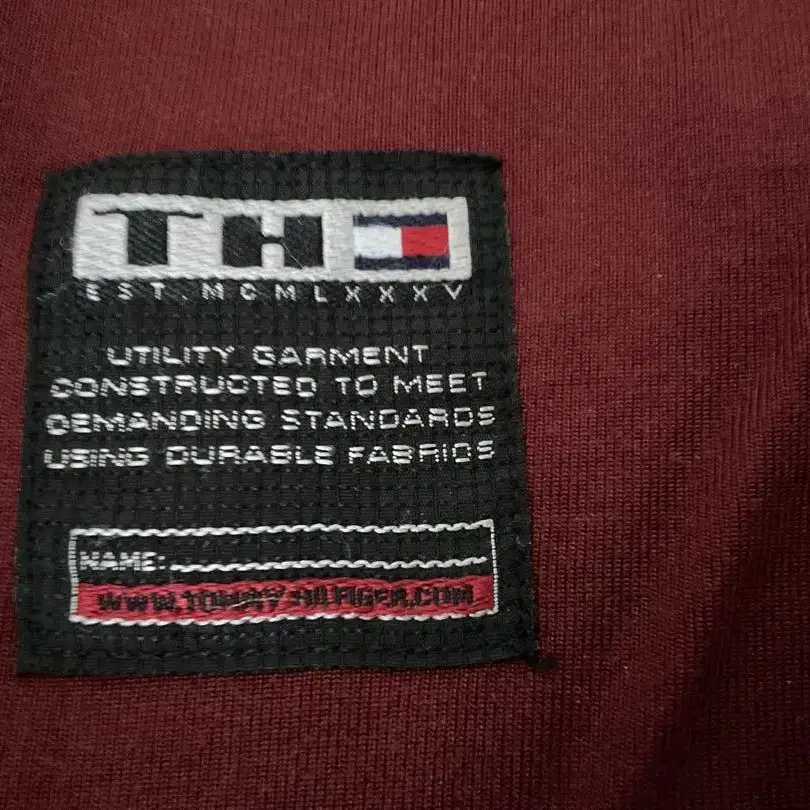 TH
EST. MCMLXXXV
UTILITY GARMENT
CONSTRUCTED TO MEET
DEMANDING STANDARDS
USING DURABLE FABRICS
NAME:
WWW.TOMMY HILFIGER.COM